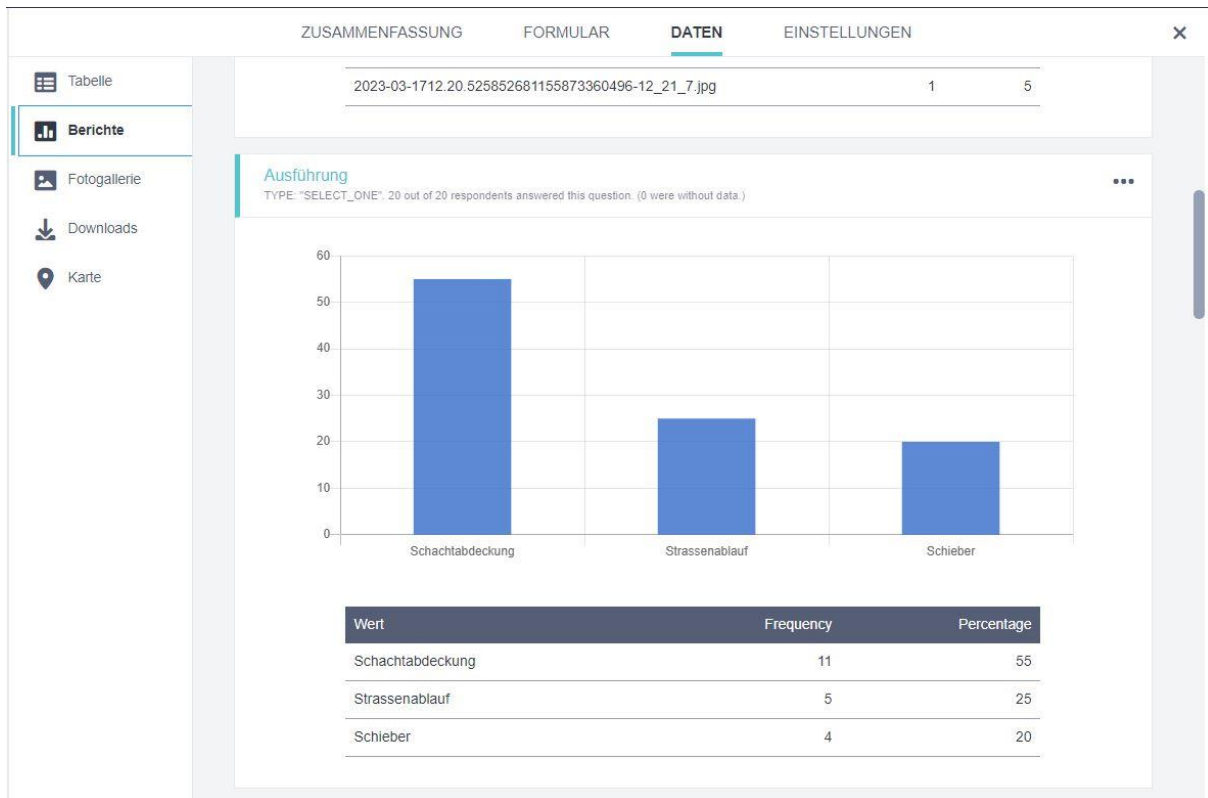 ZUSAMMENFASSUNG FORMULAR DATEN EINSTELLUNGEN
Tabelle
Berichte
Fotogallerie
Downloads
Karte
2023-03-1712.20.525852681155873360496-12_21_7.jpg 1 5
Ausführung
TYPE: "SELECT_ONE". 20 out of 20 respondents answered this question. (0 were without data.)
60
50
40
30
20
10
0
Schachtabdeckung Strassenablauf Schieber
Wert Frequency Percentage
Schachtabdeckung 11 55
Strassenablauf 5 25
Schieber 4 20